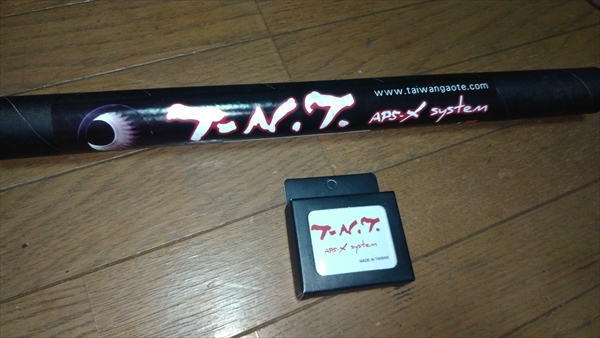 www.taiwangaote.com
T-N.T.
APS-X system
T-N.T.
APS-X system
MADE IN TAIWAN